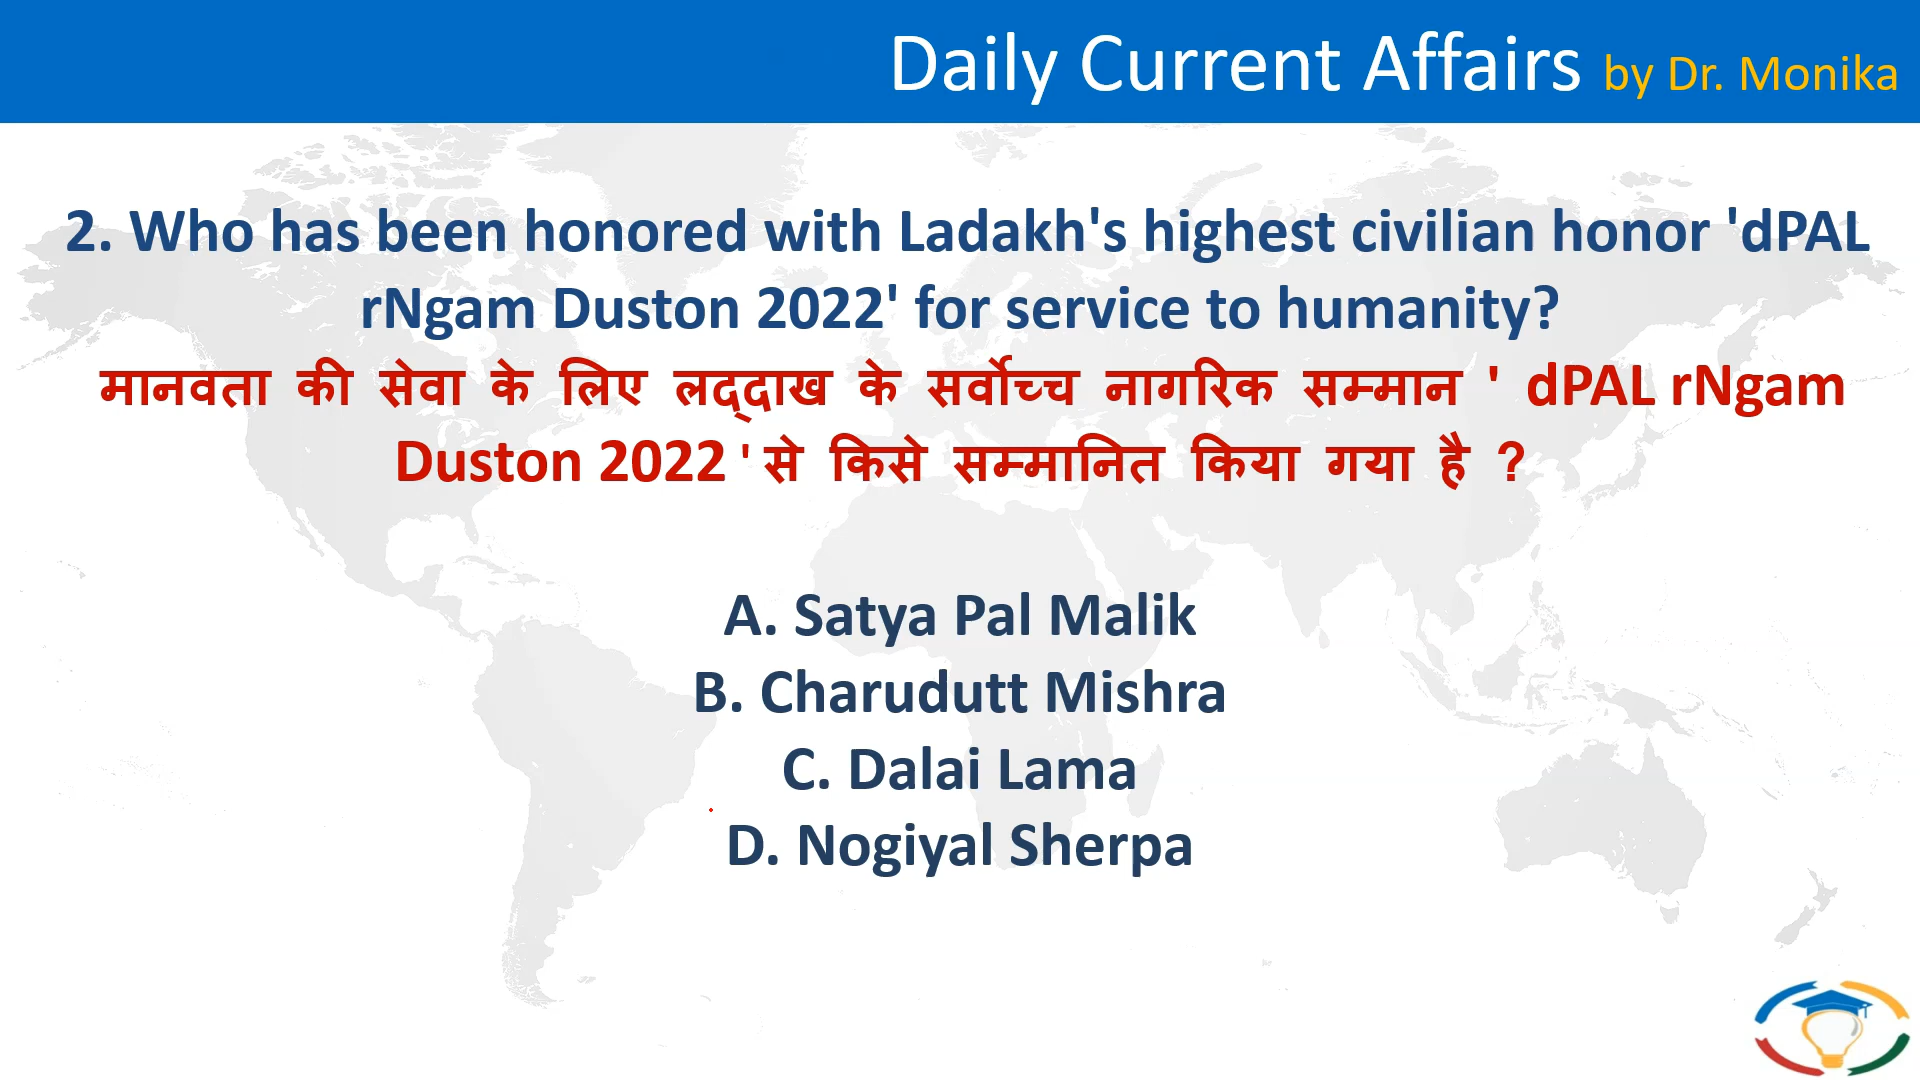 Daily Current Affairs by Dr. Monika
2. Who has been honored with Ladakh's highest civilian honor 'dPAL
rNgam Duston 2022' for service to humanity?
मानवता की सेवा के लिए लद्दाख के सर्वोच्च नागरिक सम्मान ' dPAL rNgam
Duston 2022 ' से किसे सम्मानित किया गया है ?
A. Satya Pal Malik
B. Charudutt Mishra
C. Dalai Lama
D. Nogiyal Sherpa